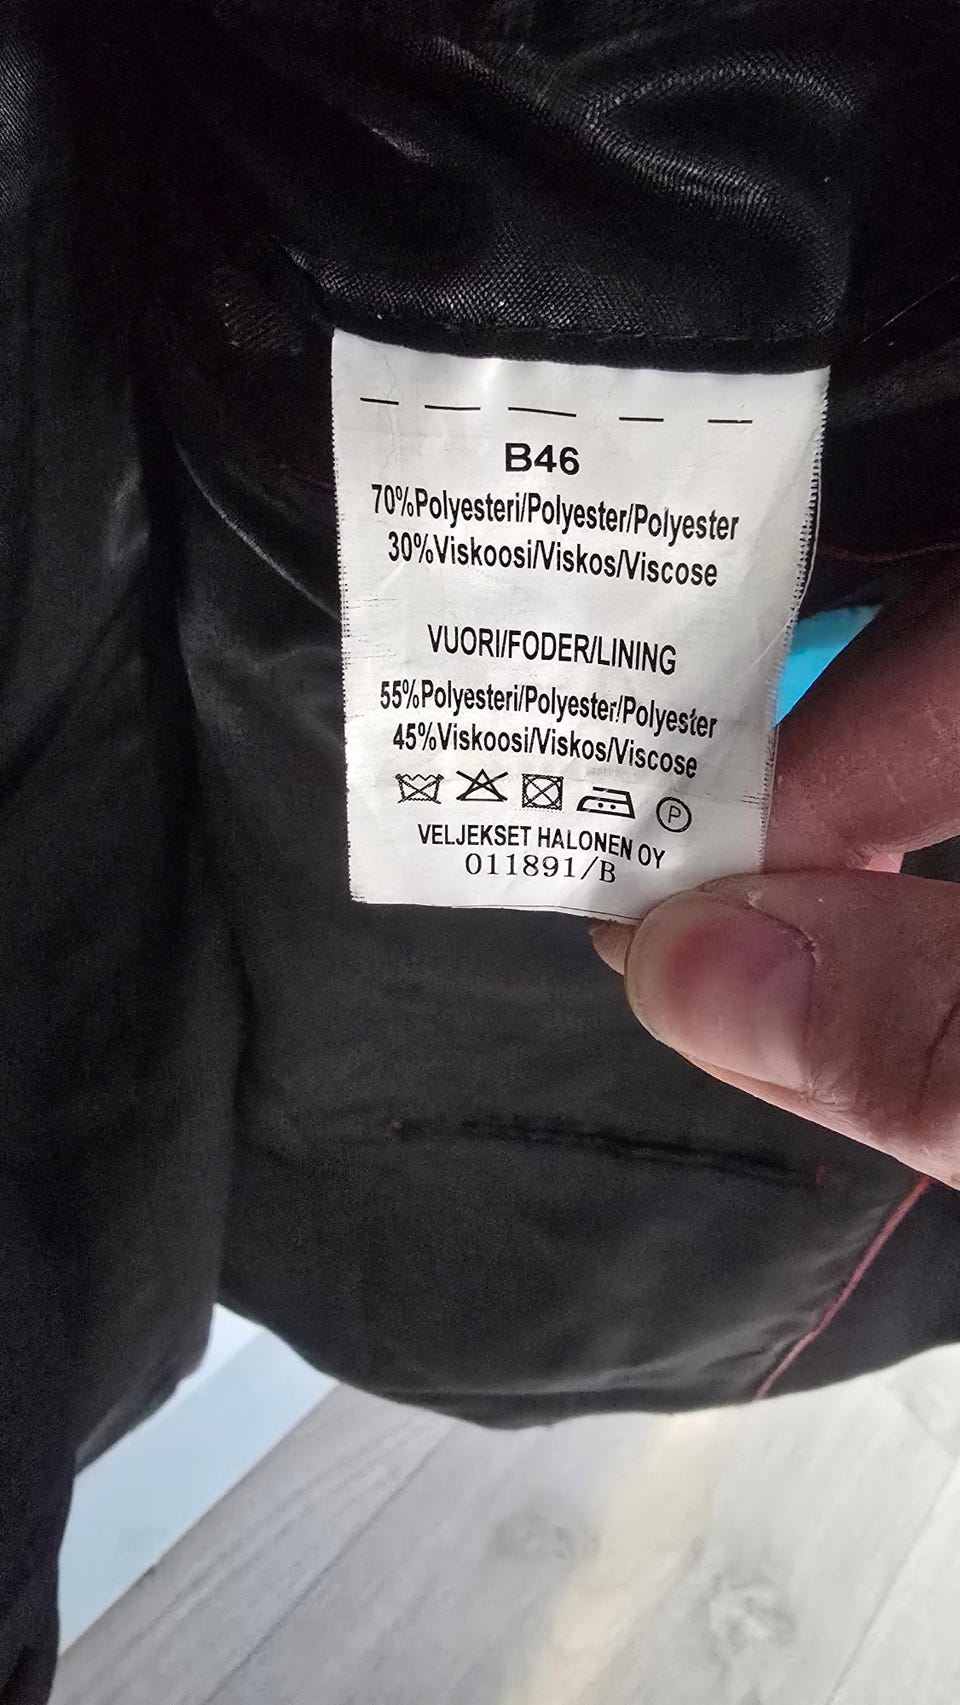 B46
70%Polyesteri/Polyester/Polyester
30%Viskoosi/Viskos/Viscose
VUORI/FODER/LINING
55%Polyesteri/Polyester/Polyester
45%Viskoosi/Viskos/Viscose
P
VELJEKSET HALONEN OY
011891/B